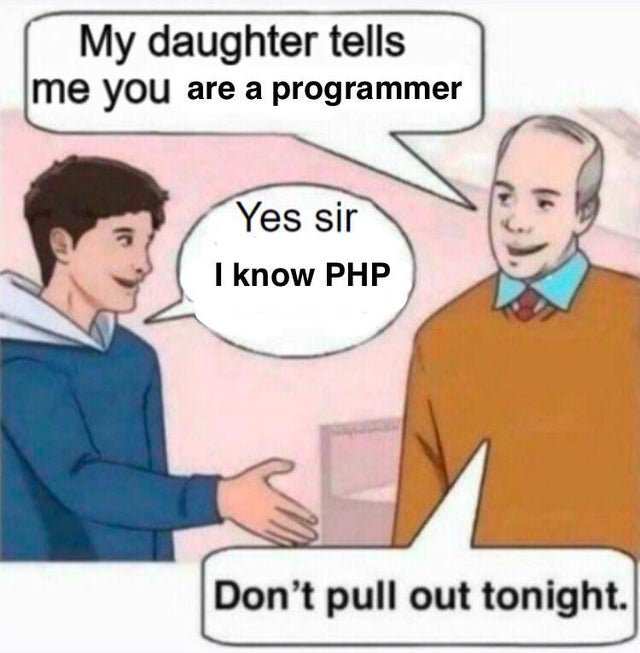 My daughter tells
me you are a programmer
Yes sir
I know PHP
Don't pull out tonight.